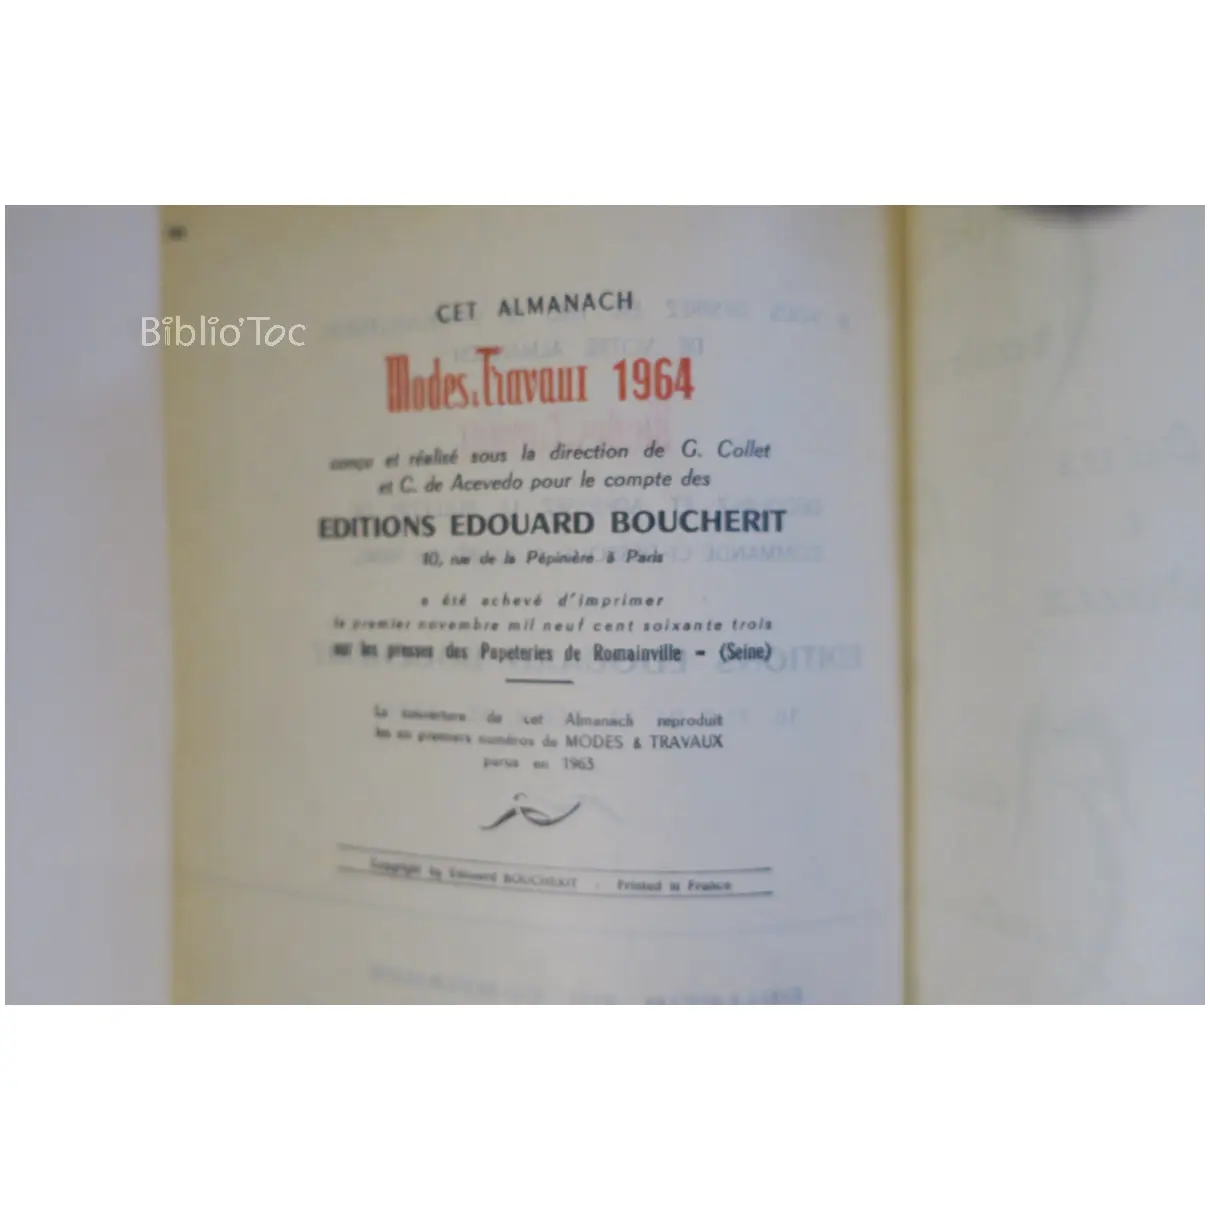 Biblio'Toc
CET ALMANACH
Modes & Travaux 1964
conçu et réalisé sous la direction de G. Collet
et C. de Acevedo pour le compte des
EDITIONS EDOUARD BOUCHERIT
10, rue de la Pépinière à Paris
a été achevé d'imprimer
le premier novembre mil neuf cent soixante trois
sur les presses des Papeteries de Romainville - (Seine)
La couverture de cet Almanach reproduit
les premiers numéros de MODES & TRAVAUX
parus en 1963
Copyright by Edouard BOUCHERIT - Printed in France